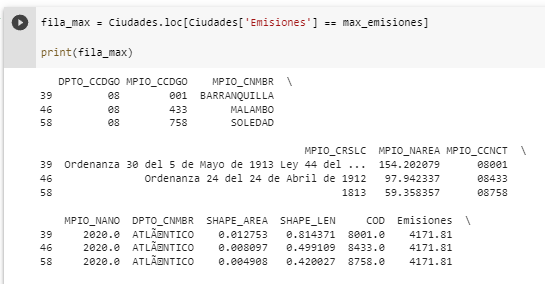 fila_max = Ciudades.loc[Ciudades['Emisiones'] == max_emisiones]
print(fila_max)
DPTO_CCDGO MPIO_CCDGO MPIO_CNMBR \
39 08 001 BARRANQUILLA
46 08 433 MALAMBO
58 08 758 SOLEDAD
MPIO_CRSLC MPIO_NAREA MPIO_CCNCT \
39 Ordenanza 30 del 5 de Mayo de 1913 Ley 44 del ... 154.202079 08001
46 Ordenanza 24 del 24 de Abril de 1912 97.942337 08433
58 1813 59.358357 08758
MPIO_NANO DPTO_CNMBR SHAPE_AREA SHAPE_LEN COD Emisiones \
39 2020.0 ATLÃ\x81NTICO 0.012753 0.814371 8001.0 4171.81
46 2020.0 ATLÃ\x81NTICO 0.008097 0.499109 8433.0 4171.81
58 2020.0 ATLÃ\x81NTICO 0.004908 0.420027 8758.0 4171.81